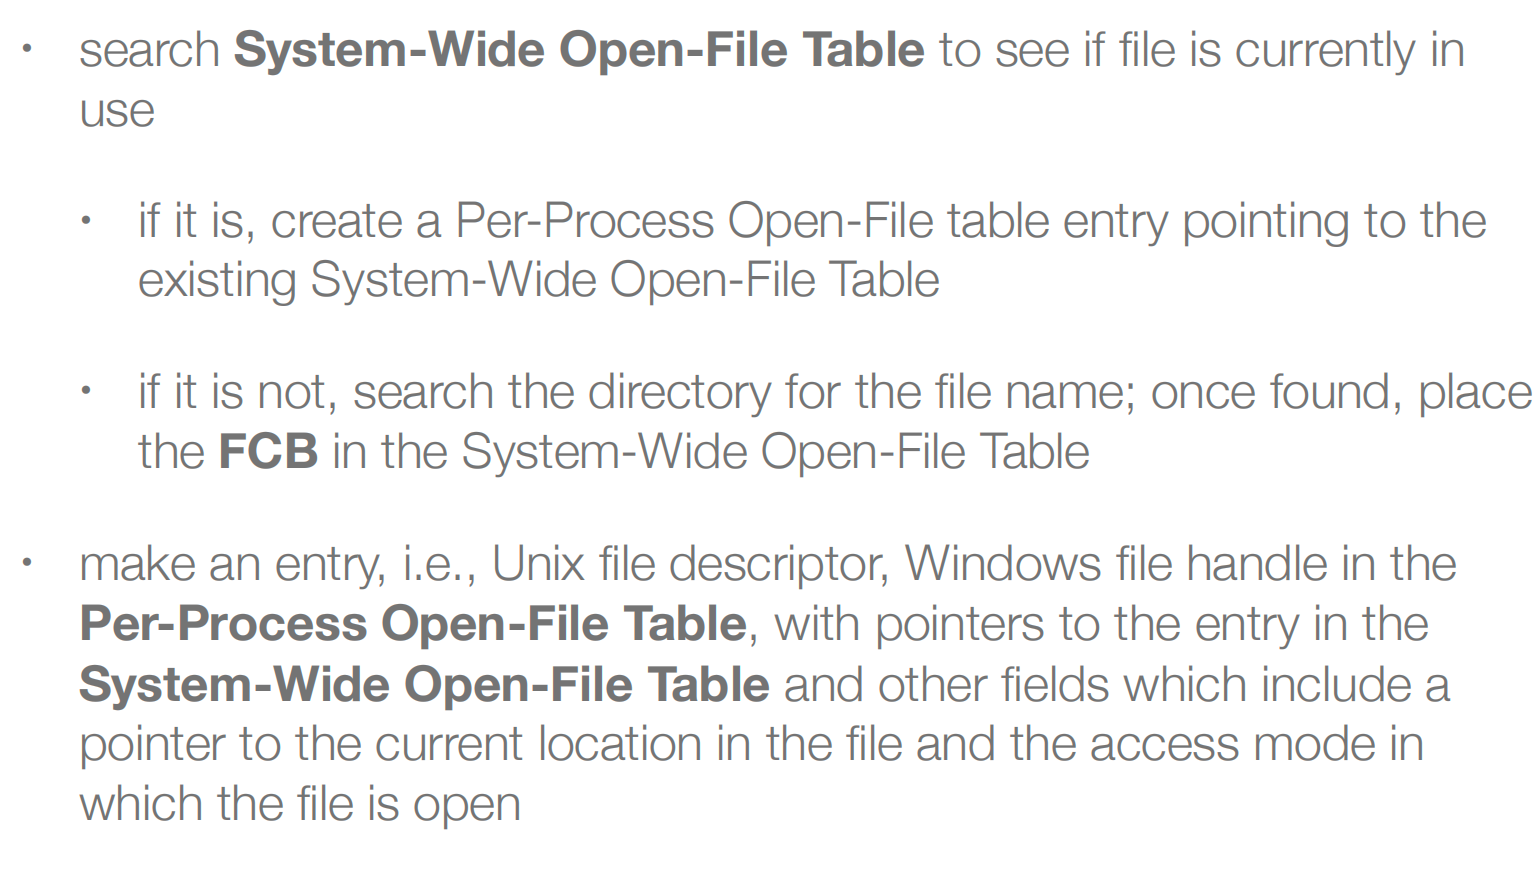 • search System-Wide Open-File Table to see if file is currently in
use
• if it is, create a Per-Process Open-File table entry pointing to the
existing System-Wide Open-File Table
• if it is not, search the directory for the file name; once found, place
the FCB in the System-Wide Open-File Table
• make an entry, i.e., Unix file descriptor, Windows file handle in the
Per-Process Open-File Table, with pointers to the entry in the
System-Wide Open-File Table and other fields which include a
pointer to the current location in the file and the access mode in
which the file is open